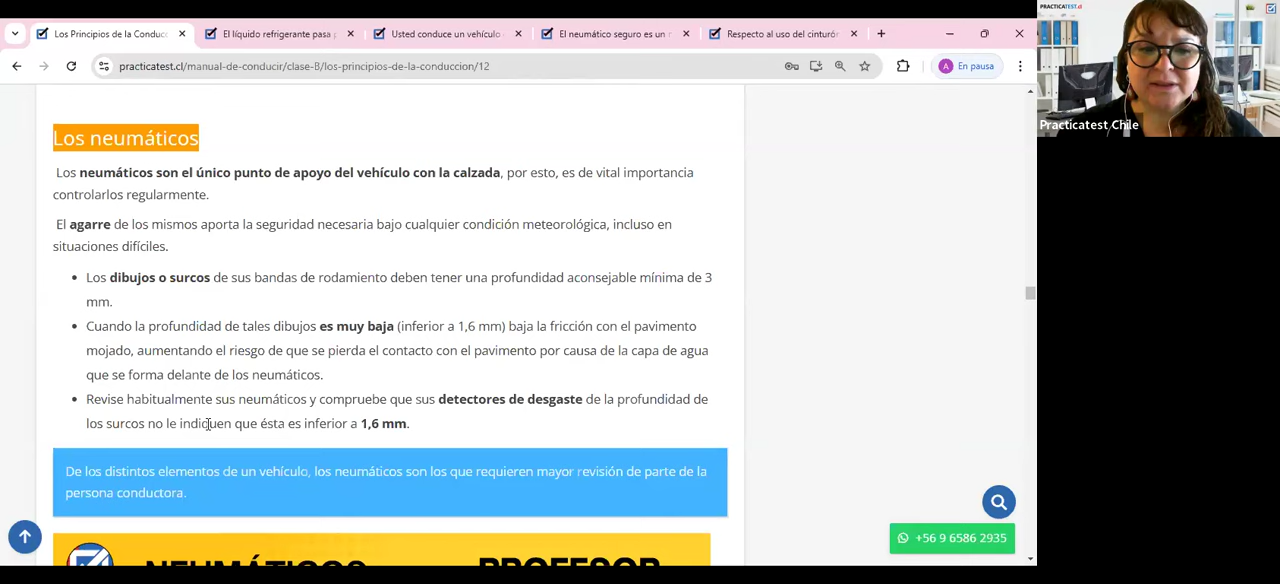 Los Principios de la Conduc
El líquido refrigerante pasa p
Usted conduce un vehículo
El neumático seguro es un n
Respecto al uso del cinturón
practicatest.cl/manual-de-conducir/clase-B/los-principios-de-la-conduccion/12
A
En pausa
PRACTICATEST.cl
Practicatest Chile
Los neumáticos
Los neumáticos son el único punto de apoyo del vehículo con la calzada, por esto, es de vital importancia
controlarlos regularmente.
El agarre de los mismos aporta la seguridad necesaria bajo cualquier condición meteorológica, incluso en
situaciones difíciles.
Los dibujos o surcos de sus bandas de rodamiento deben tener una profundidad aconsejable mínima de 3
mm.
Cuando la profundidad de tales dibujos es muy baja (inferior a 1,6 mm) baja la fricción con el pavimento
mojado, aumentando el riesgo de que se pierda el contacto con el pavimento por causa de la capa de agua
que se forma delante de los neumáticos.
Revise habitualmente sus neumáticos y compruebe que sus detectores de desgaste de la profundidad de
los surcos no le indiquen que ésta es inferior a 1,6 mm.
De los distintos elementos de un vehículo, los neumáticos son los que requieren mayor revisión de parte de la
persona conductora.
+56 9 6586 2935
NEUMÁTICOS
PROFESOR